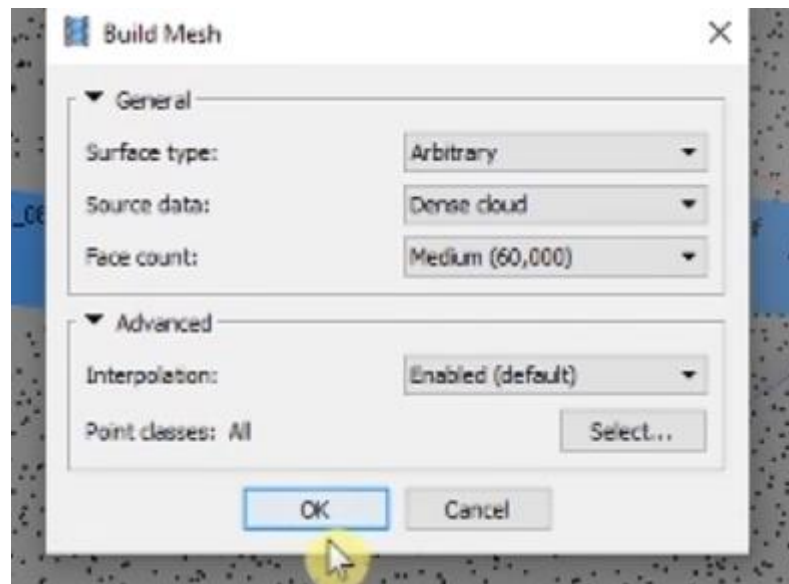 Build Mesh
General
Surface type: Arbitrary
Source data: Dense cloud
Face count: Medium (60,000)
Advanced
Interpolation: Enabled (default)
Point classes: All Select...
OK Cancel